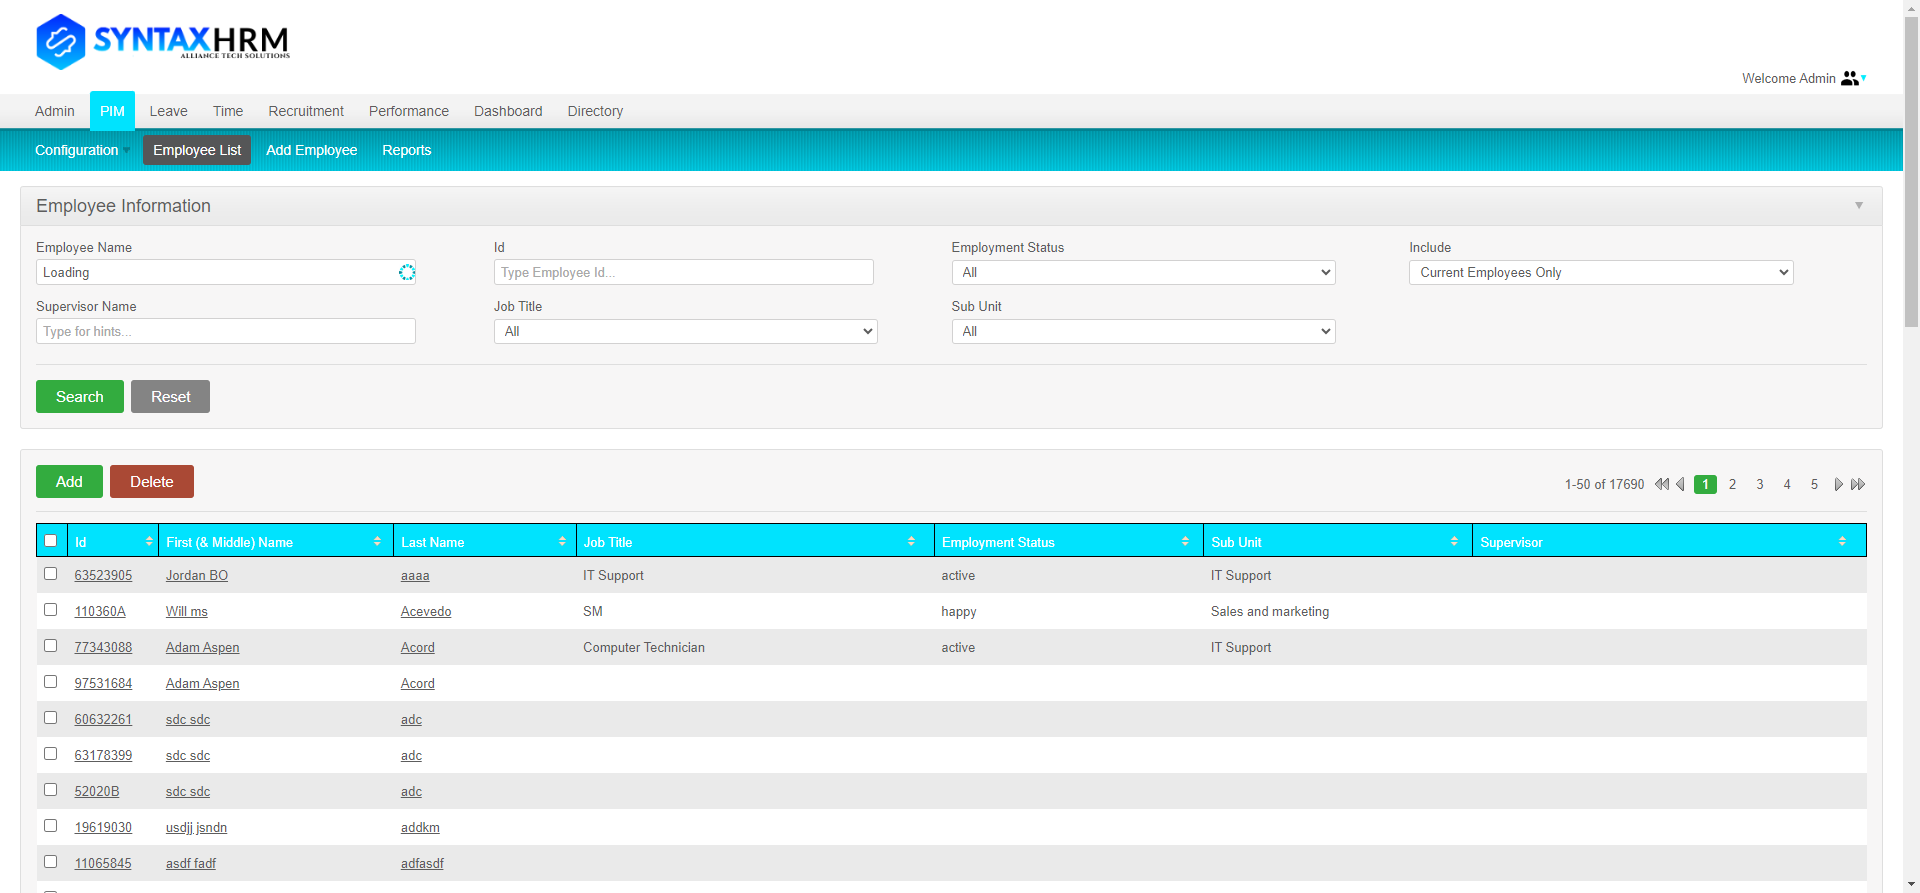 SYNTAXHRM
ALLIANCE TECH SOLUTIONS
Welcome Admin
Admin PIM Leave Time Recruitment Performance Dashboard Directory
Configuration Employee List Add Employee Reports
Employee Information
Employee Name Id Employment Status Include
Loading Type Employee Id... All Current Employees Only
Supervisor Name Job Title Sub Unit
Type for hints... All All
Search Reset
Add Delete 1-50 of 17690 1 2 3 4 5
Id First (& Middle) Name Last Name Job Title Employment Status Sub Unit Supervisor
63523905 Jordan BO aaaa IT Support active IT Support
110360A Will ms Acevedo SM happy Sales and marketing
77343088 Adam Aspen Acord Computer Technician active IT Support
97531684 Adam Aspen Acord
60632261 sdc sdc adc
63178399 sdc sdc adc
52020B sdc sdc adc
19619030 usdjj jsndn addkm
11065845 asdf fadf adfasdf